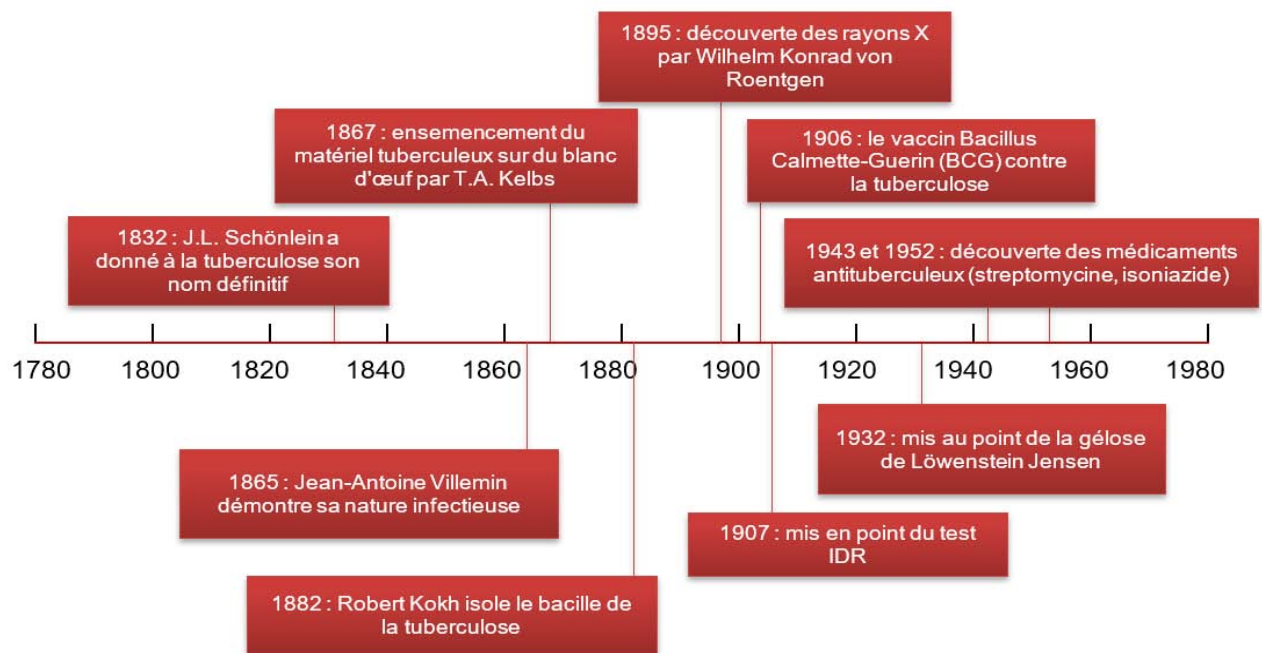 1895 : découverte des rayons X
par Wilhelm Konrad von
Roentgen
1867 : ensemencement du
matériel tuberculeux sur du blanc
d'œuf par T.A. Kelbs
1906 : le vaccin Bacillus
Calmette-Guerin (BCG) contre
la tuberculose
1832 : J.L. Schönlein a
donné à la tuberculose son
nom définitif
1943 et 1952 : découverte des médicaments
antituberculeux (streptomycine, isoniazide)
1780 1800 1820 1840 1860 1880 1900 1920 1940 1960 1980
1865 : Jean-Antoine Villemin
démontre sa nature infectieuse
1932 : mis au point de la gélose
de Löwenstein Jensen
1907 : mis en point du test
IDR
1882 : Robert Kokh isole le bacille de
la tuberculose